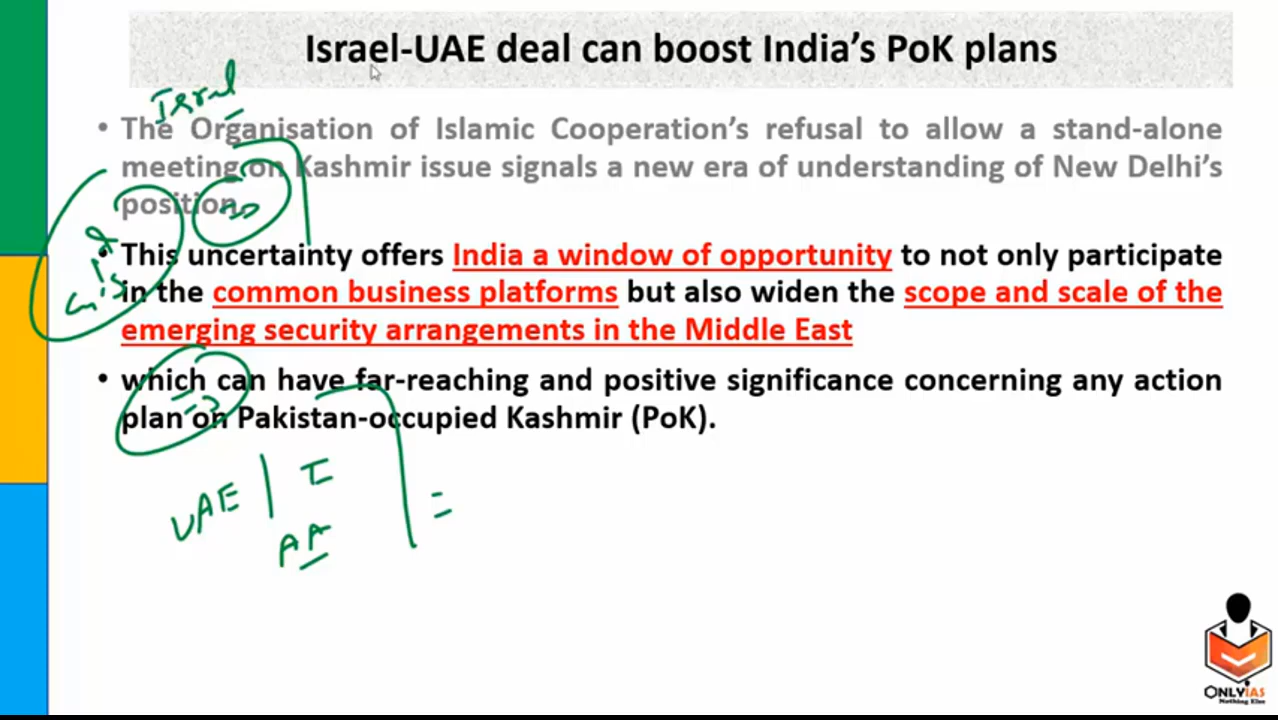 Israel-UAE deal can boost India's PoK plans
Isral
• The Organisation of Islamic Cooperation's refusal to allow a stand-alone
meeting on Kashmir issue signals a new era of understanding of New Delhi's
position.
• This uncertainty offers India a window of opportunity to not only participate
in the common business platforms but also widen the scope and scale of the
emerging security arrangements in the Middle East
• which can have far-reaching and positive significance concerning any action
plan on Pakistan-occupied Kashmir (PoK).
UAE | I
AA
=
ONLYIAS
Nothing Else